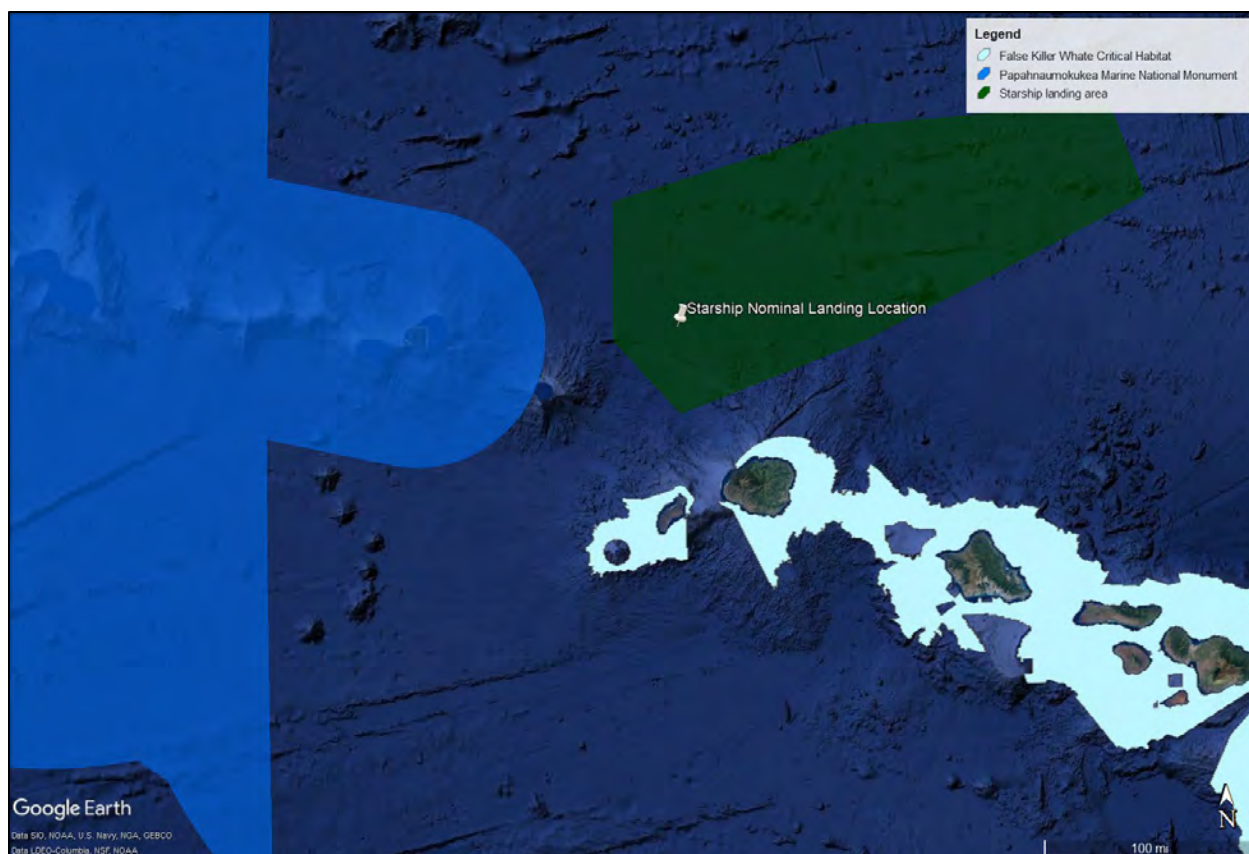 Legend
False Killer Whate Critical Habitat
Papahnaumokukea Marine National Monument
Starship landing area
Starship Nominal Landing Location
Google Earth
Data SIO, NOAA, U.S. Navy, NGA, GEBCO
Data LDEO-Columbia, NSF, NOAA
N
100 mi